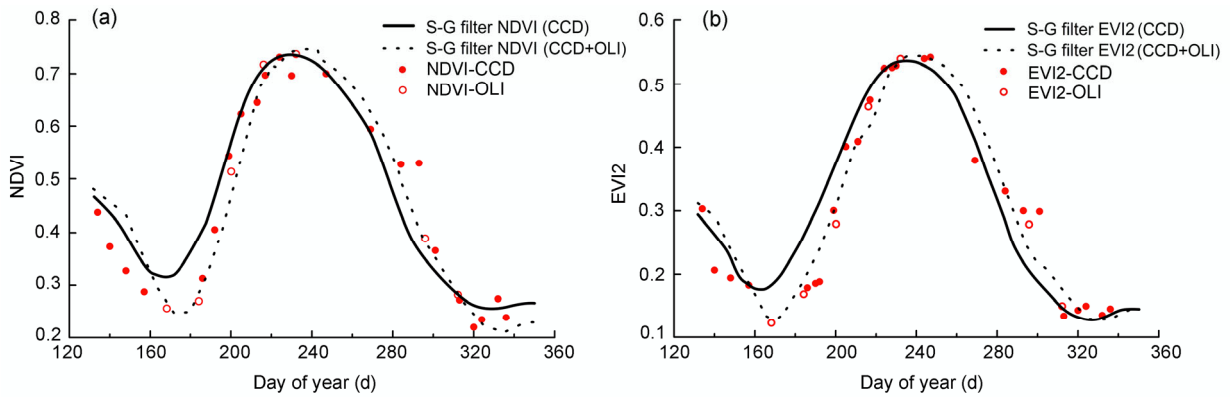 (a)
S-G filter NDVI (CCD)
S-G filter NDVI (CCD+OLI)
NDVI-CCD
NDVI-OLI
0.8
0.7
0.6
0.5
0.4
0.3
0.2
NDVI
120 160 200 240 280 320 360
Day of year (d)
(b)
S-G filter EVI2 (CCD)
S-G filter EVI2 (CCD+OLI)
EVI2-CCD
EVI2-OLI
0.6
0.5
0.4
0.3
0.2
0.1
EVI2
120 160 200 240 280 320 360
Day of year (d)